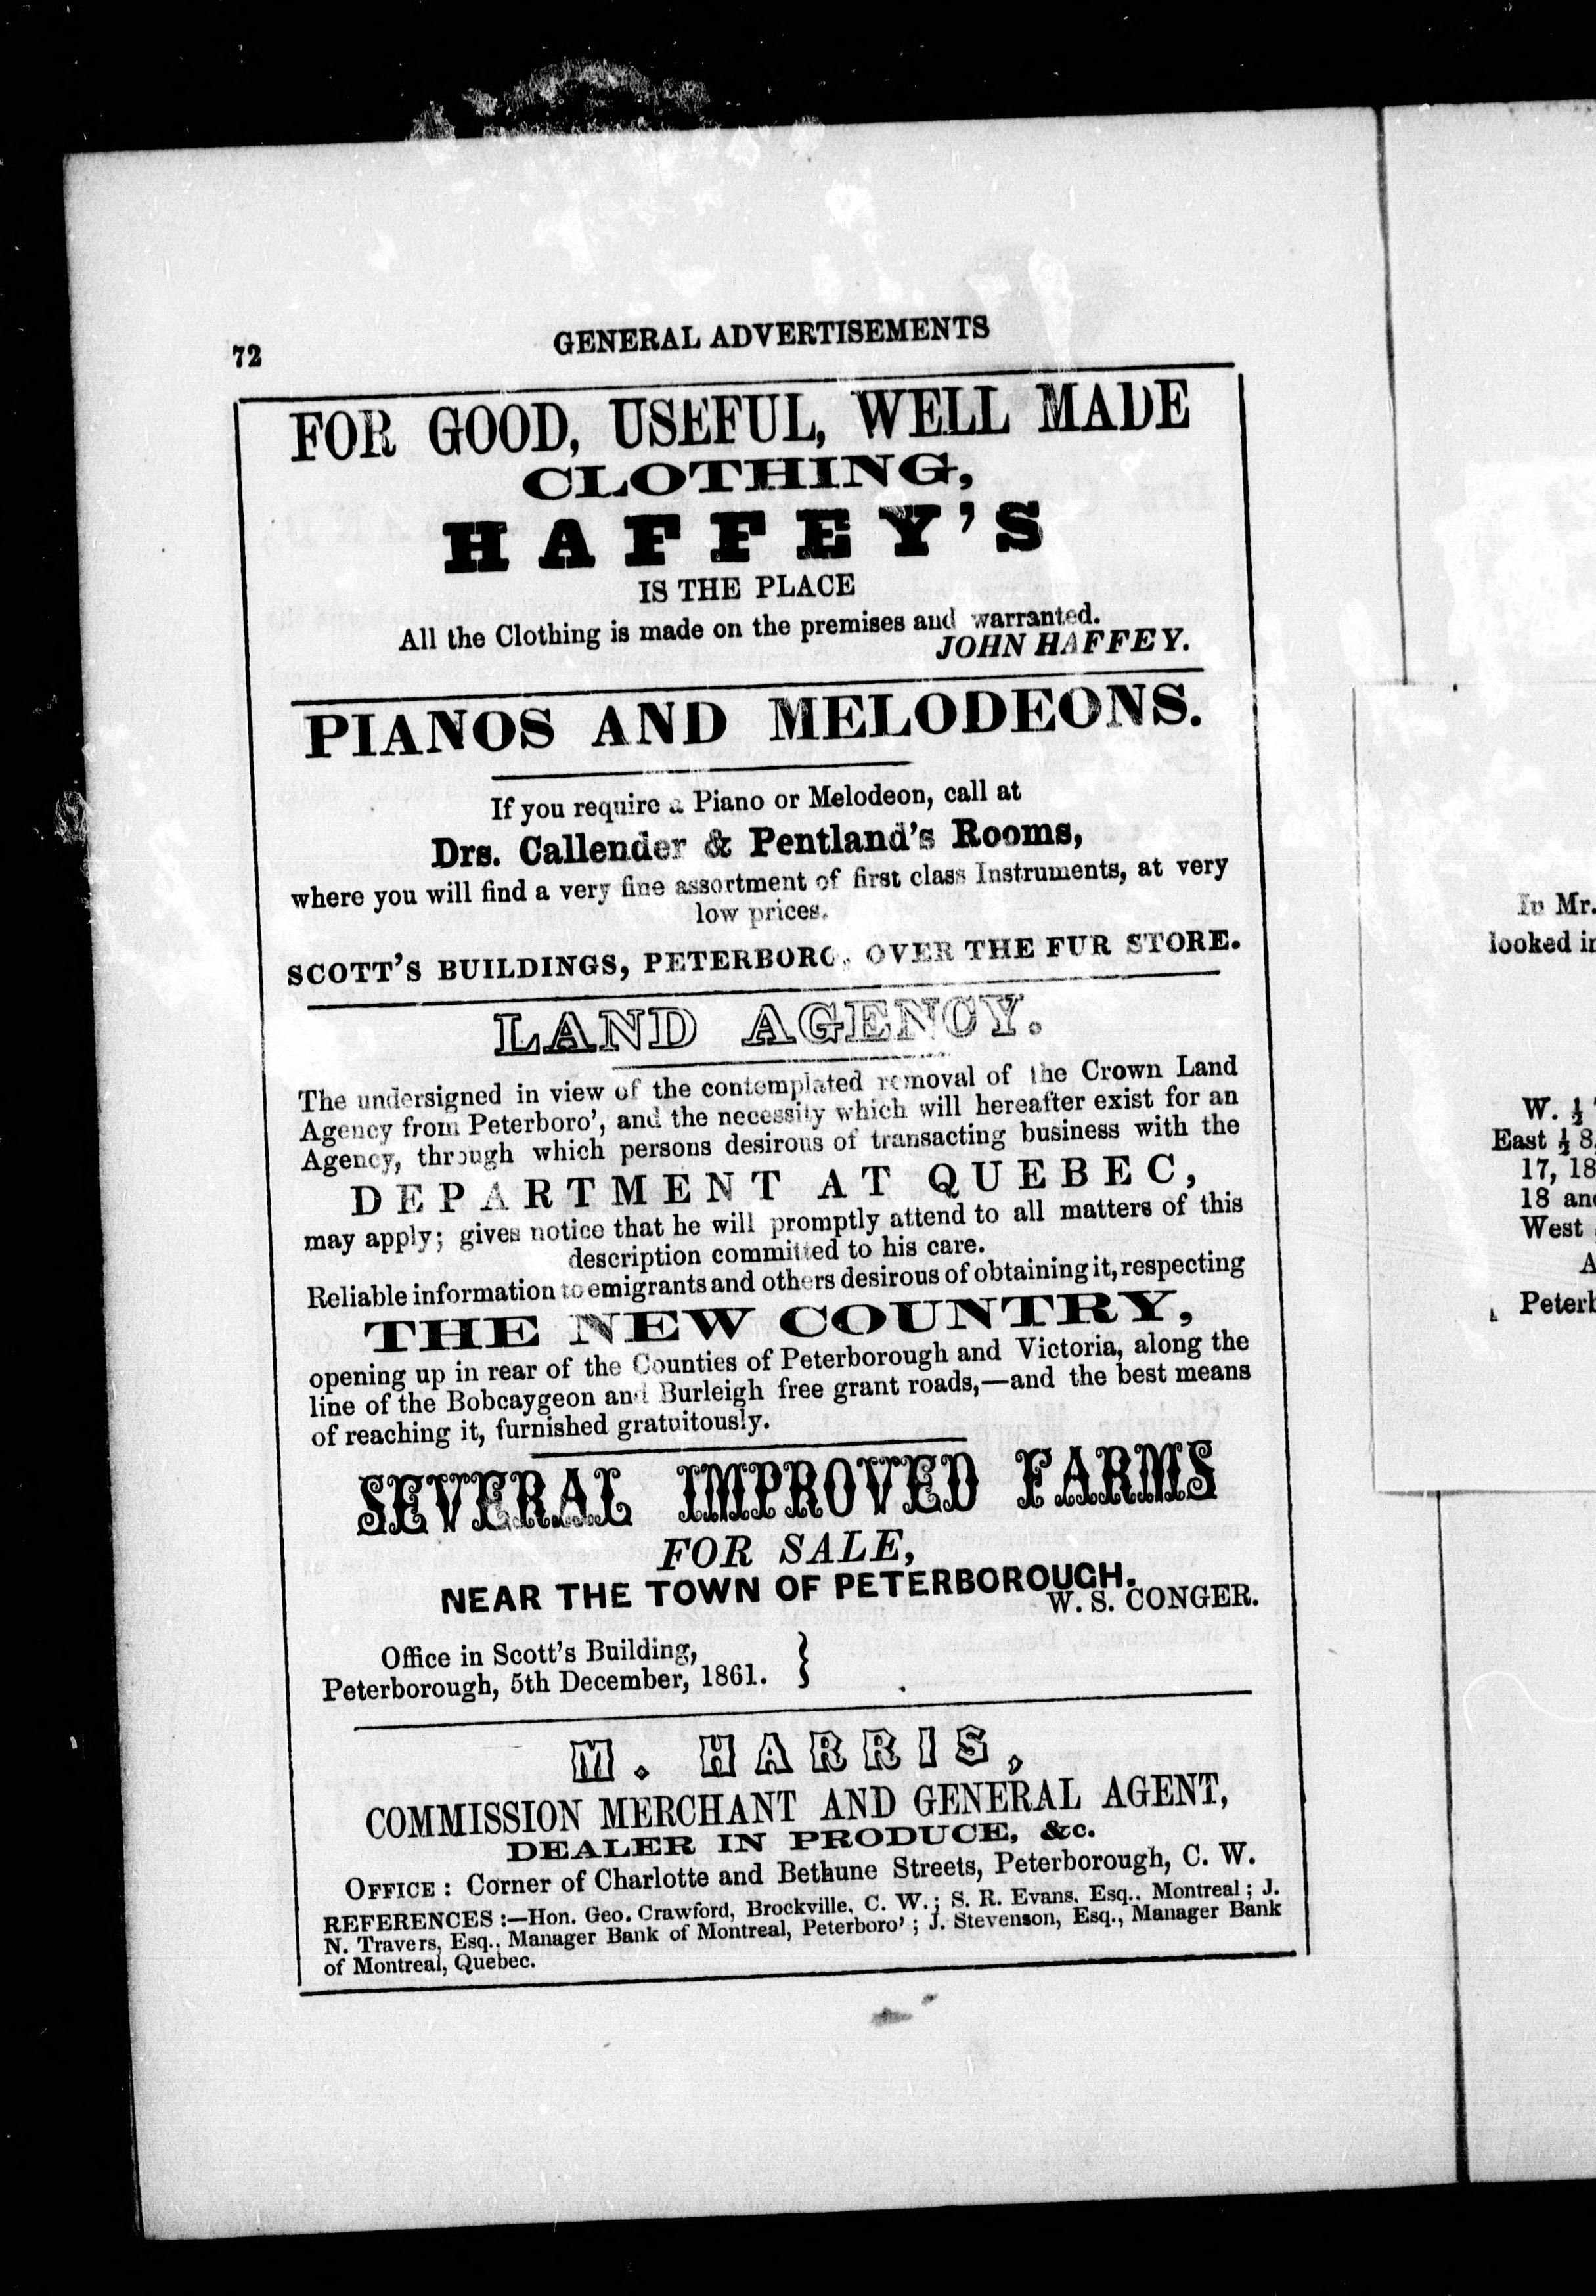 72
GENERAL ADVERTISEMENTS
FOR GOOD, USEFUL, WELL MADE
CLOTHING,
HAFFEY'S
IS THE PLACE
All the Clothing is made on the premises and warranted.
JOHN HAFFEY.
PIANOS AND MELODEONS.
If you require a Piano or Melodeon, call at
Drs. Callender & Pentland's Rooms,
where you will find a very fine assortment of first class Instruments, at very
low prices.
SCOTT'S BUILDINGS, PETERBORO, OVER THE FUR STORE.
LAND AGENCY.
The undersigned in view of the contemplated removal of the Crown Land
Agency from Peterboro', and the necessity which will hereafter exist for an
Agency, through which persons desirous of transacting business with the
DEPARTMENT AT QUEBEC,
may apply; gives notice that he will promptly attend to all matters of this
description committed to his care.
Reliable information to emigrants and others desirous of obtaining it, respecting
THE NEW COUNTRY,
opening up in rear of the Counties of Peterborough and Victoria, along the
line of the Bobcaygeon and Burleigh free grant roads,—and the best means
of reaching it, furnished gratuitously.
SEVERAL IMPROVED FARMS
FOR SALE,
NEAR THE TOWN OF PETERBOROUGH.
W. S. CONGER.
Office in Scott's Building,
Peterborough, 5th December, 1861. }
M. HARRIS,
COMMISSION MERCHANT AND GENERAL AGENT,
DEALER IN PRODUCE, &c.
OFFICE: Corner of Charlotte and Bethune Streets, Peterborough, C. W.
REFERENCES:—Hon. Geo. Crawford, Brockville, C. W.; S. R. Evans, Esq., Montreal; J.
N. Travers, Esq., Manager Bank of Montreal, Peterboro'; J. Stevenson, Esq., Manager Bank
of Montreal, Quebec.
In Mr.
looked in
W. ½
East ½ 8
17, 18
18 and
West
A
Peterb